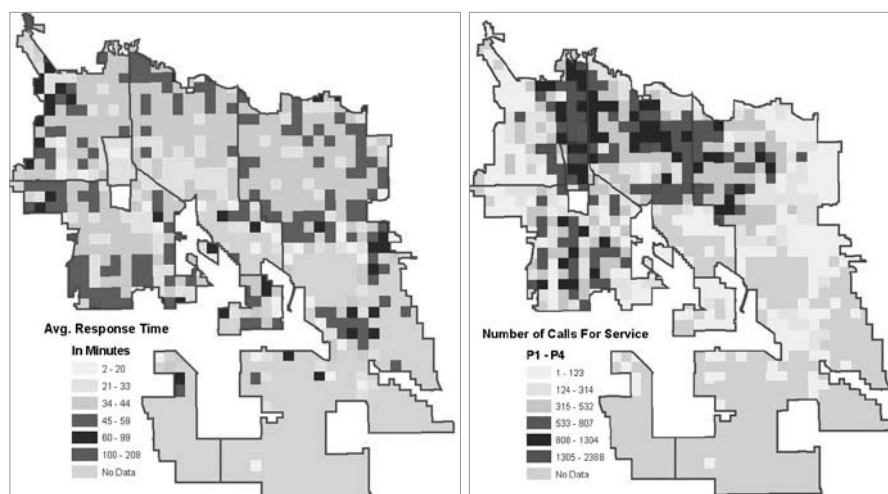 Avg. Response Time
In Minutes
2 - 20
21 - 33
34 - 44
45 - 59
60 - 99
100 - 208
No Data
Number of Calls For Service
P1 - P4
1 - 123
124 - 314
315 - 532
533 - 807
808 - 1304
1305 - 2388
No Data